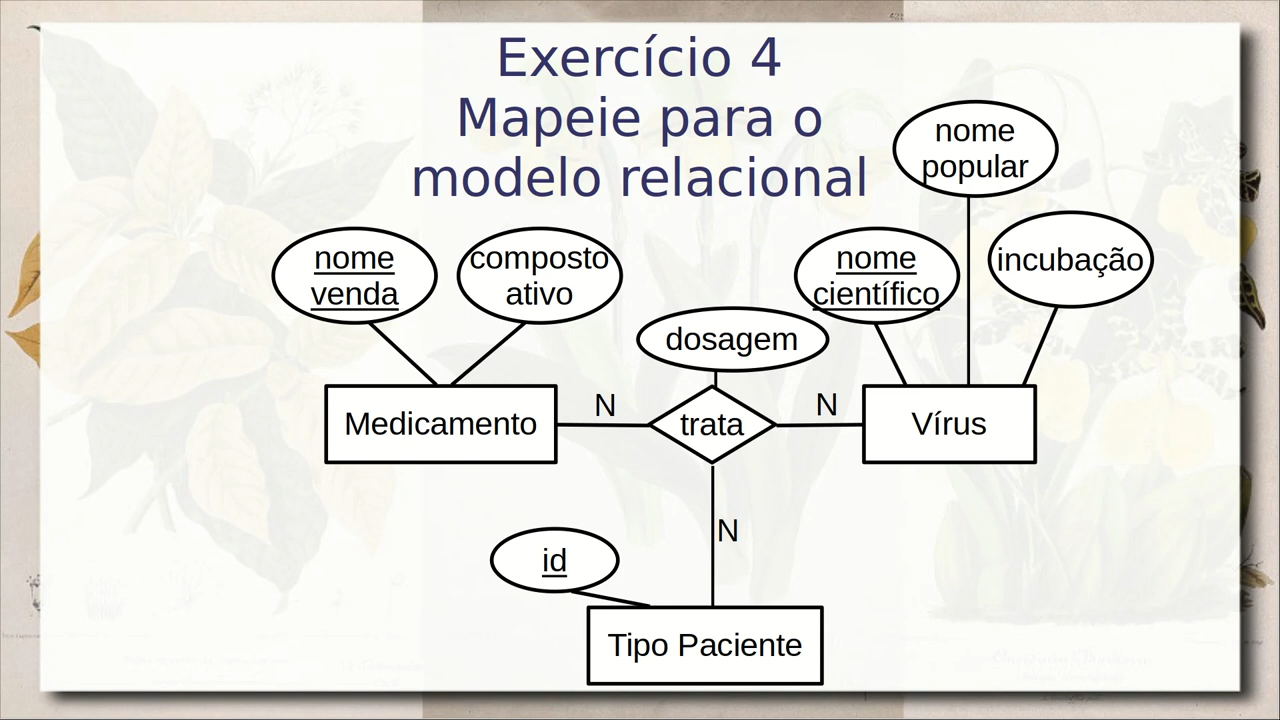 Exercício 4
Mapeie para o
modelo relacional
nome
popular
nome
venda
composto
ativo
nome
científico
incubação
dosagem
Medicamento
N
trata
N
Vírus
N
id
Tipo Paciente